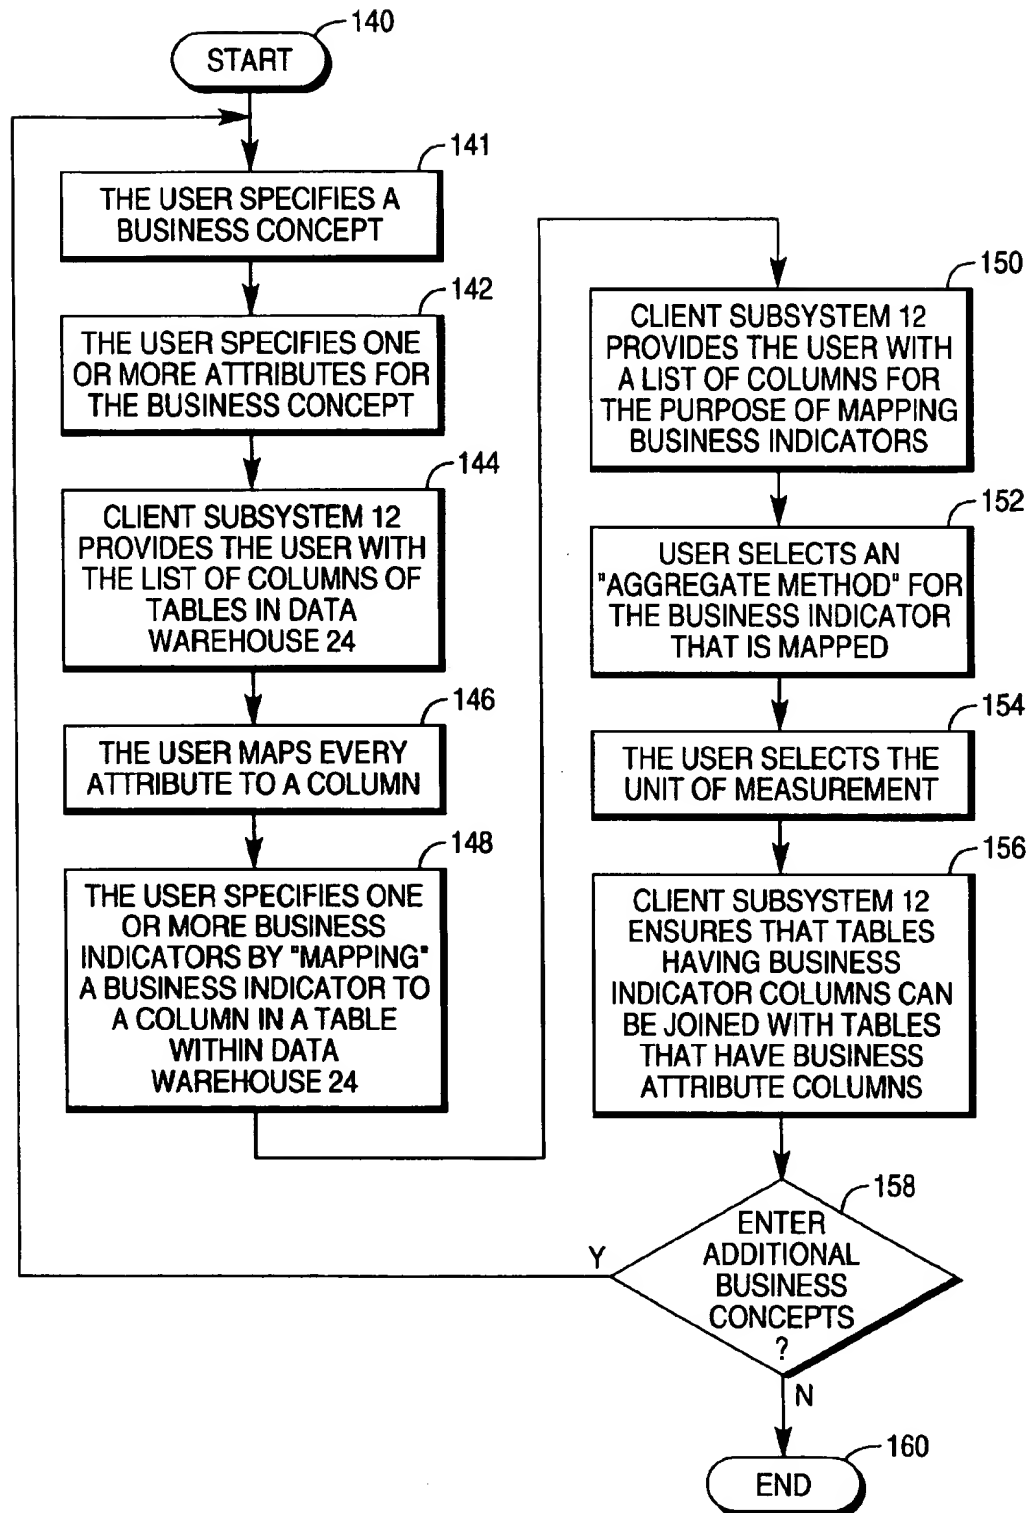 140
START
141
THE USER SPECIFIES A
BUSINESS CONCEPT
142
THE USER SPECIFIES ONE
OR MORE ATTRIBUTES FOR
THE BUSINESS CONCEPT
144
CLIENT SUBSYSTEM 12
PROVIDES THE USER WITH
THE LIST OF COLUMNS OF
TABLES IN DATA
WAREHOUSE 24
146
THE USER MAPS EVERY
ATTRIBUTE TO A COLUMN
148
THE USER SPECIFIES ONE
OR MORE BUSINESS
INDICATORS BY "MAPPING"
A BUSINESS INDICATOR TO
A COLUMN IN A TABLE
WITHIN DATA
WAREHOUSE 24
150
CLIENT SUBSYSTEM 12
PROVIDES THE USER WITH
A LIST OF COLUMNS FOR
THE PURPOSE OF MAPPING
BUSINESS INDICATORS
152
USER SELECTS AN
"AGGREGATE METHOD" FOR
THE BUSINESS INDICATOR
THAT IS MAPPED
154
THE USER SELECTS THE
UNIT OF MEASUREMENT
156
CLIENT SUBSYSTEM 12
ENSURES THAT TABLES
HAVING BUSINESS
INDICATOR COLUMNS CAN
BE JOINED WITH TABLES
THAT HAVE BUSINESS
ATTRIBUTE COLUMNS
158
ENTER
ADDITIONAL
BUSINESS
CONCEPTS
?
Y
N
160
END